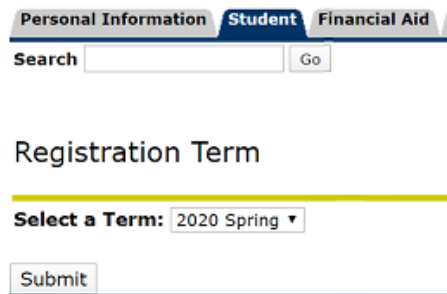 Personal Information Student Financial Aid
Search Go
Registration Term
Select a Term: 2020 Spring
Submit